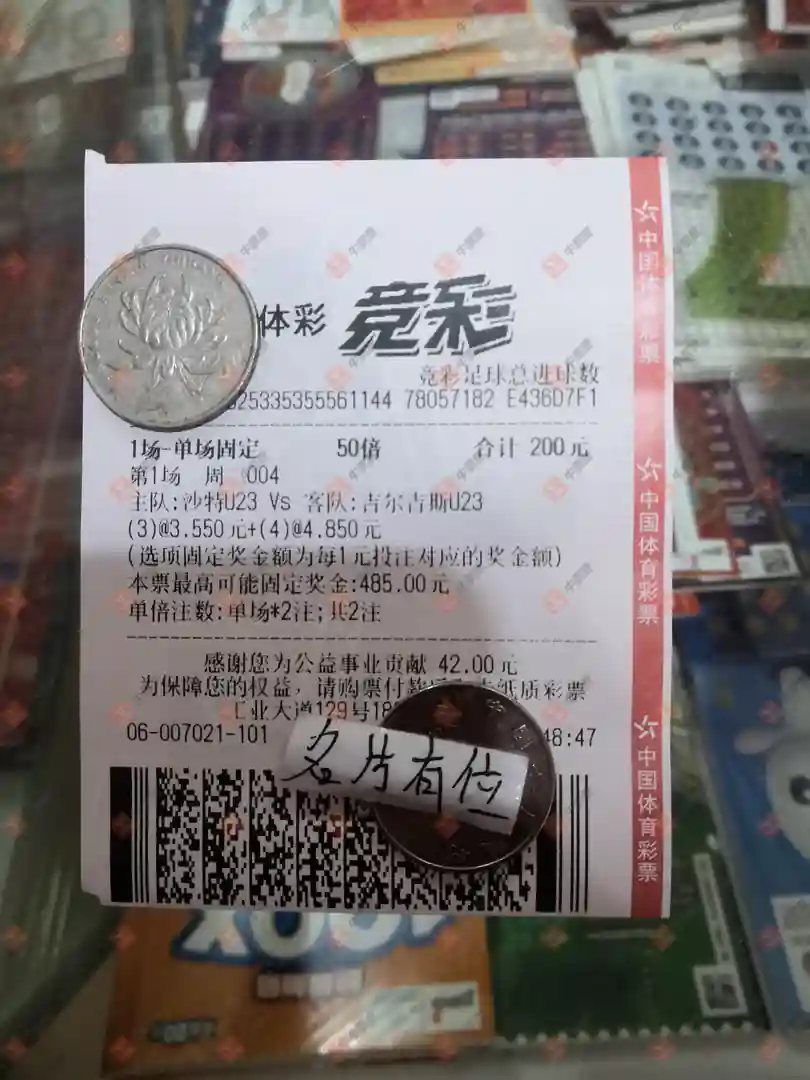 体彩 竞彩
竞彩足球总进球数
25335355561144 78057182 E436D7F1
1场-单场固定 50倍 合计 200元
第1场 周 004
主队:沙特U23 Vs 客队:吉尔吉斯U23
(3)@3.550元+(4)@4.850元
(选项固定奖金额为每1元投注对应的奖金额)
本票最高可能固定奖金:485.00元
单倍注数:单场*2注;共2注
感谢您为公益事业贡献 42.00元
为保障您的权益,请购票付款 纸质彩票
工业大道129号
06-007021-101 48:47
名片有位
中国体育彩票
中国体育彩票
中国体育彩票